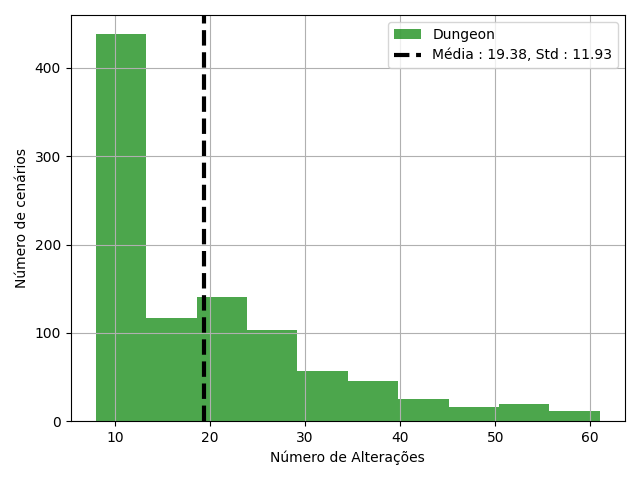 Dungeon
Média : 19.38, Std : 11.93
Número de cenários
400
300
200
100
0
10 20 30 40 50 60
Número de Alterações